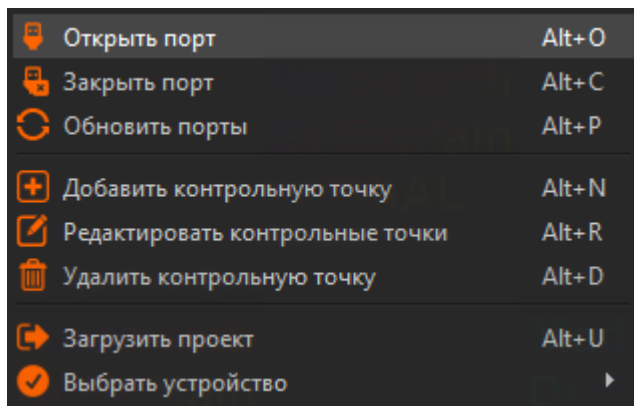 Открыть порт Alt+O
Закрыть порт Alt+C
Обновить порты Alt+P
Добавить контрольную точку Alt+N
Редактировать контрольные точки Alt+R
Удалить контрольную точку Alt+D
Загрузить проект Alt+U
Выбрать устройство